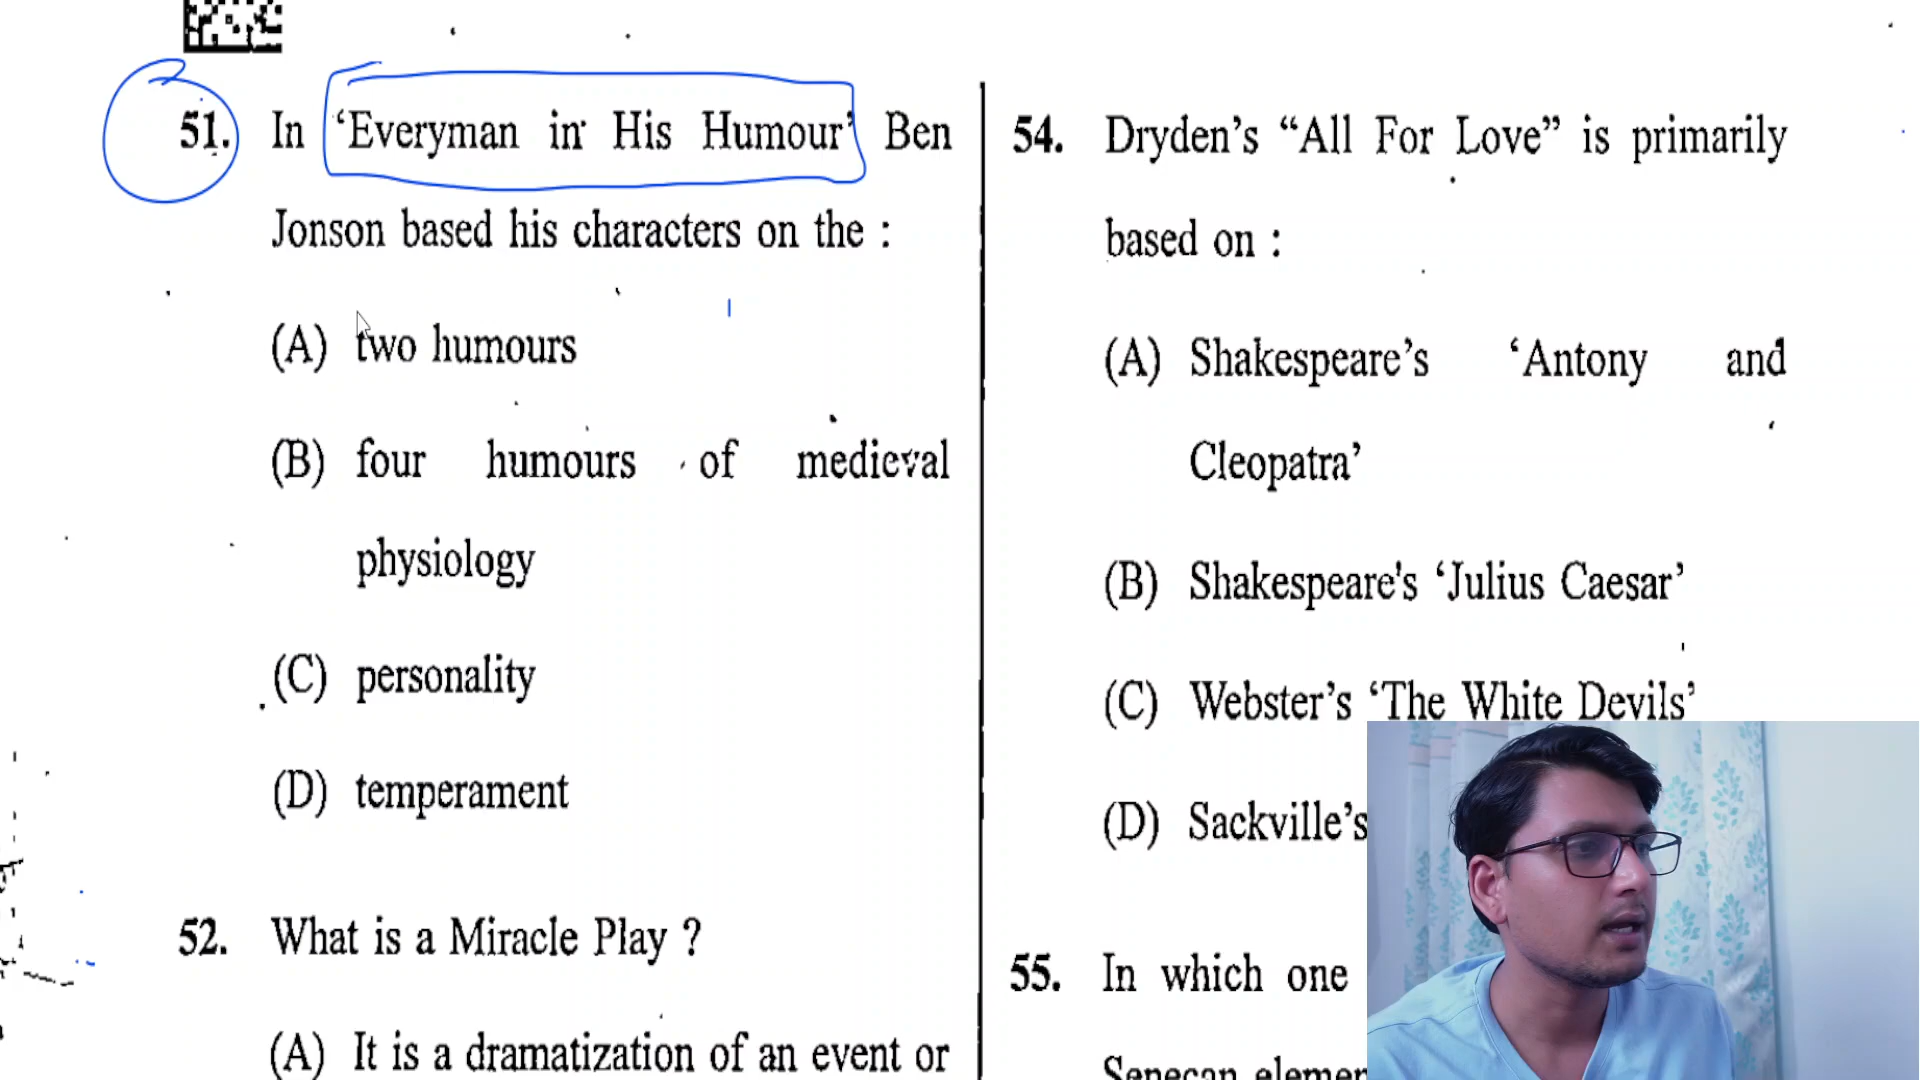 51. In ‘Everyman in His Humour’ Ben
Jonson based his characters on the :
(A) two humours
(B) four humours of medieval
physiology
(C) personality
(D) temperament
52. What is a Miracle Play ?
(A) It is a dramatization of an event or
54. Dryden’s “All For Love” is primarily
based on :
(A) Shakespeare’s ‘Antony and
Cleopatra’
(B) Shakespeare's ‘Julius Caesar’
(C) Webster’s ‘The White Devils’
(D) Sackville’s
55. In which one
Senecan